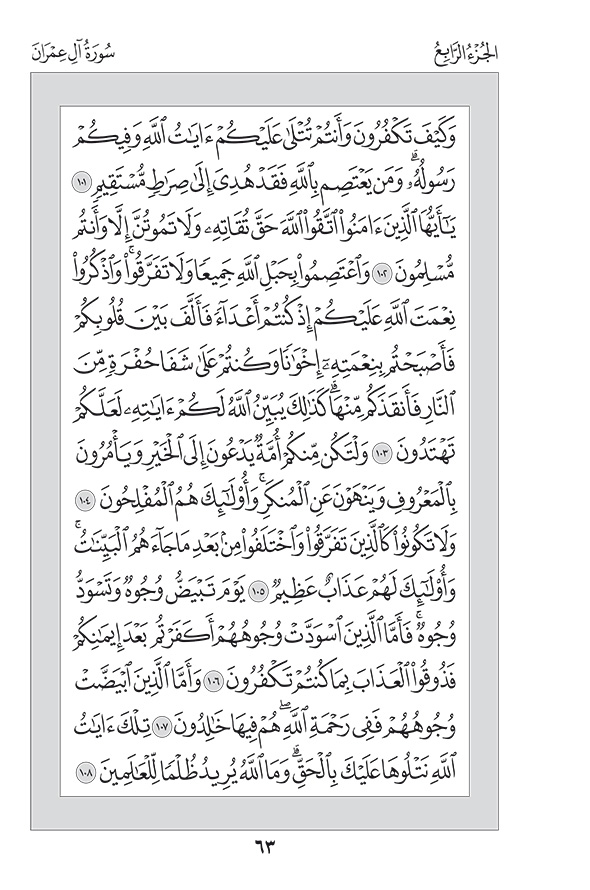 الجُزْءُ الرَّابِعُ
سُورَةُ آلِ عِمْرَانَ
وَكَيْفَ تَكْفُرُونَ وَأَنتُمْ تُتْلَىٰ عَلَيْكُمْ ءَايَٰتُ ٱللَّهِ وَفِيكُمْ
رَسُولُهُۥۗ وَمَن يَعْتَصِم بِٱللَّهِ فَقَدْ هُدِىَ إِلَىٰ صِرَٰطٍ مُّسْتَقِيمٍ ١٠١
يَٰٓأَيُّهَا ٱلَّذِينَ ءَامَنُوا۟ ٱتَّقُوا۟ ٱللَّهَ حَقَّ تُقَاتِهِۦ وَلَا تَمُوتُنَّ إِلَّا وَأَنتُم
مُّسْلِمُونَ ١٠٢ وَٱعْتَصِمُوا۟ بِحَبْلِ ٱللَّهِ جَمِيعًا وَلَا تَفَرَّقُوا۟ۚ وَٱذْكُرُوا۟
نِعْمَتَ ٱللَّهِ عَلَيْكُمْ إِذْ كُنتُمْ أَعْدَآءً فَأَلَّفَ بَيْنَ قُلُوبِكُمْ
فَأَصْبَحْتُم بِنِعْمَتِهِۦٓ إِخْوَٰنًا وَكُنتُمْ عَلَىٰ شَفَا حُفْرَةٍ مِّنَ
ٱلنَّارِ فَأَنقَذَكُم مِّنْهَاۗ كَذَٰلِكَ يُبَيِّنُ ٱللَّهُ لَكُمْ ءَايَٰتِهِۦ لَعَلَّكُمْ
تَهْتَدُونَ ١٠٣ وَلْتَكُن مِّنكُمْ أُمَّةٌ يَدْعُونَ إِلَى ٱلْخَيْرِ وَيَأْمُرُونَ
بِٱلْمَعْرُوفِ وَيَنْهَوْنَ عَنِ ٱلْمُنكَرِۚ وَأُو۟لَٰٓئِكَ هُمُ ٱلْمُفْلِحُونَ ١٠٤
وَلَا تَكُونُوا۟ كَٱلَّذِينَ تَفَرَّقُوا۟ وَٱخْتَلَفُوا۟ مِنۢ بَعْدِ مَا جَآءَهُمُ ٱلْبَيِّنَٰتُۚ
وَأُو۟لَٰٓئِكَ لَهُمْ عَذَابٌ عَظِيمٌ ١٠٥ يَوْمَ تَبْيَضُّ وُجُوهٌ وَتَسْوَدُّ
وُجُوهٌۚ فَأَمَّا ٱلَّذِينَ ٱسْوَدَّتْ وُجُوهُهُمْ أَكَفَرْتُم بَعْدَ إِيمَٰنِكُمْ
فَذُوقُوا۟ ٱلْعَذَابَ بِمَا كُنتُمْ تَكْفُرُونَ ١٠٦ وَأَمَّا ٱلَّذِينَ ٱبْيَضَّتْ
وُجُوهُهُمْ فَفِى رَحْمَةِ ٱللَّهِۖ هُمْ فِيهَا خَٰلِدُونَ ١٠٧ تِلْكَ ءَايَٰتُ
ٱللَّهِ نَتْلُوهَا عَلَيْكَ بِٱلْحَقِّۗ وَمَا ٱللَّهُ يُرِيدُ ظُلْمًا لِّلْعَٰلَمِينَ ١٠٨
٦٣